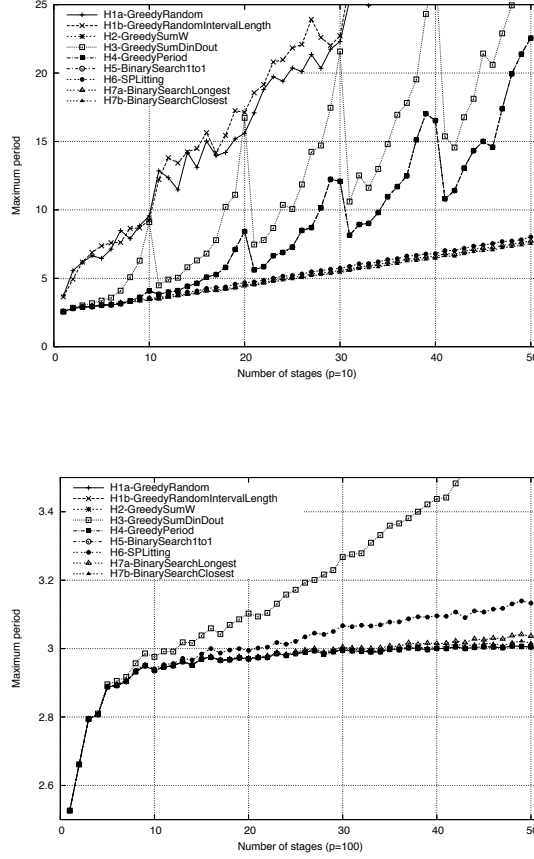 25
20
15
10
5
0
Maximum period
H1a-GreedyRandom
H1b-GreedyRandomIntervalLength
H2-GreedySumW
H3-GreedySumDinDout
H4-GreedyPeriod
H5-BinarySearch1to1
H6-SPLitting
H7a-BinarySearchLongest
H7b-BinarySearchClosest
0 10 20 30 40 50
Number of stages (p=10)
3.4
3.2
3
2.8
2.6
Maximum period
H1a-GreedyRandom
H1b-GreedyRandomIntervalLength
H2-GreedySumW
H3-GreedySumDinDout
H4-GreedyPeriod
H5-BinarySearch1to1
H6-SPLitting
H7a-BinarySearchLongest
H7b-BinarySearchClosest
0 10 20 30 40 50
Number of stages (p=100)